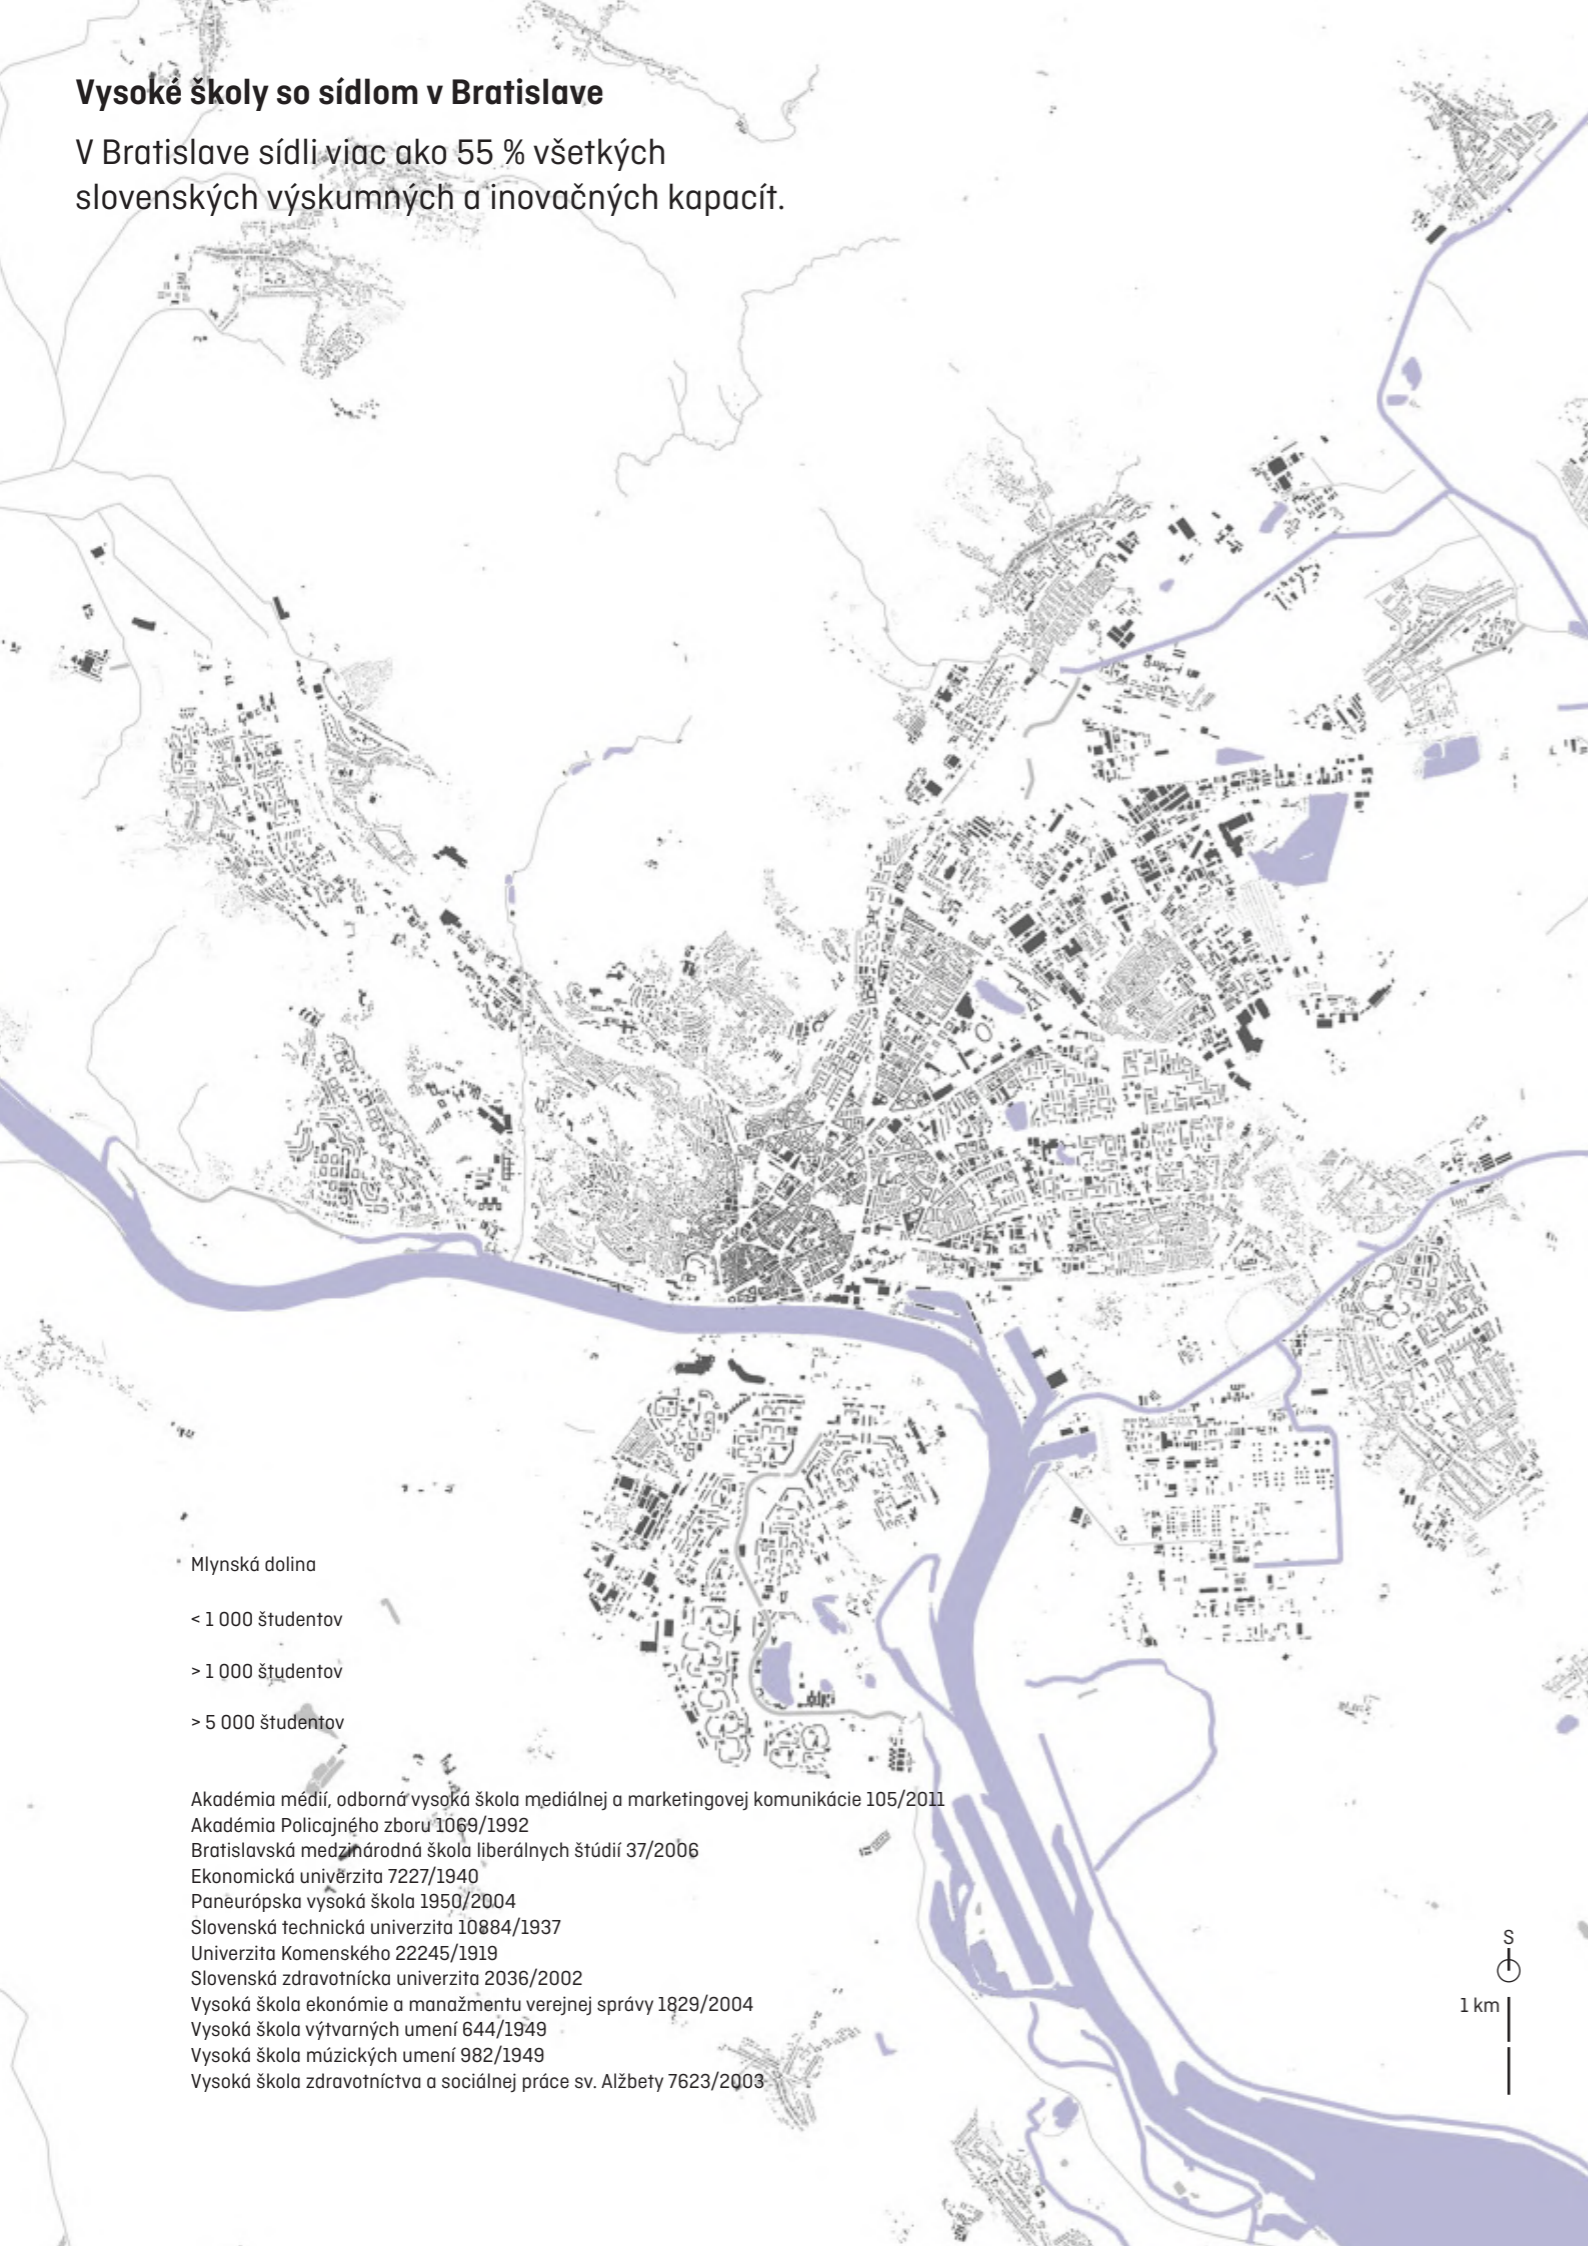 Vysoké školy so sídlom v Bratislave
V Bratislave sídli viac ako 55 % všetkých
slovenských výskumných a inovačných kapacít.
Mlynská dolina
< 1 000 študentov
> 1 000 študentov
> 5 000 študentov
Akadémia médií, odborná vysoká škola mediálnej a marketingovej komunikácie 105/2011
Akadémia Policajného zboru 1069/1992
Bratislavská medzinárodná škola liberálnych štúdií 37/2006
Ekonomická univerzita 7227/1940
Paneurópska vysoká škola 1950/2004
Slovenská technická univerzita 10884/1937
Univerzita Komenského 22245/1919
Slovenská zdravotnícka univerzita 2036/2002
Vysoká škola ekonómie a manažmentu verejnej správy 1829/2004
Vysoká škola výtvarných umení 644/1949
Vysoká škola múzických umení 982/1949
Vysoká škola zdravotníctva a sociálnej práce sv. Alžbety 7623/2003
S
1 km